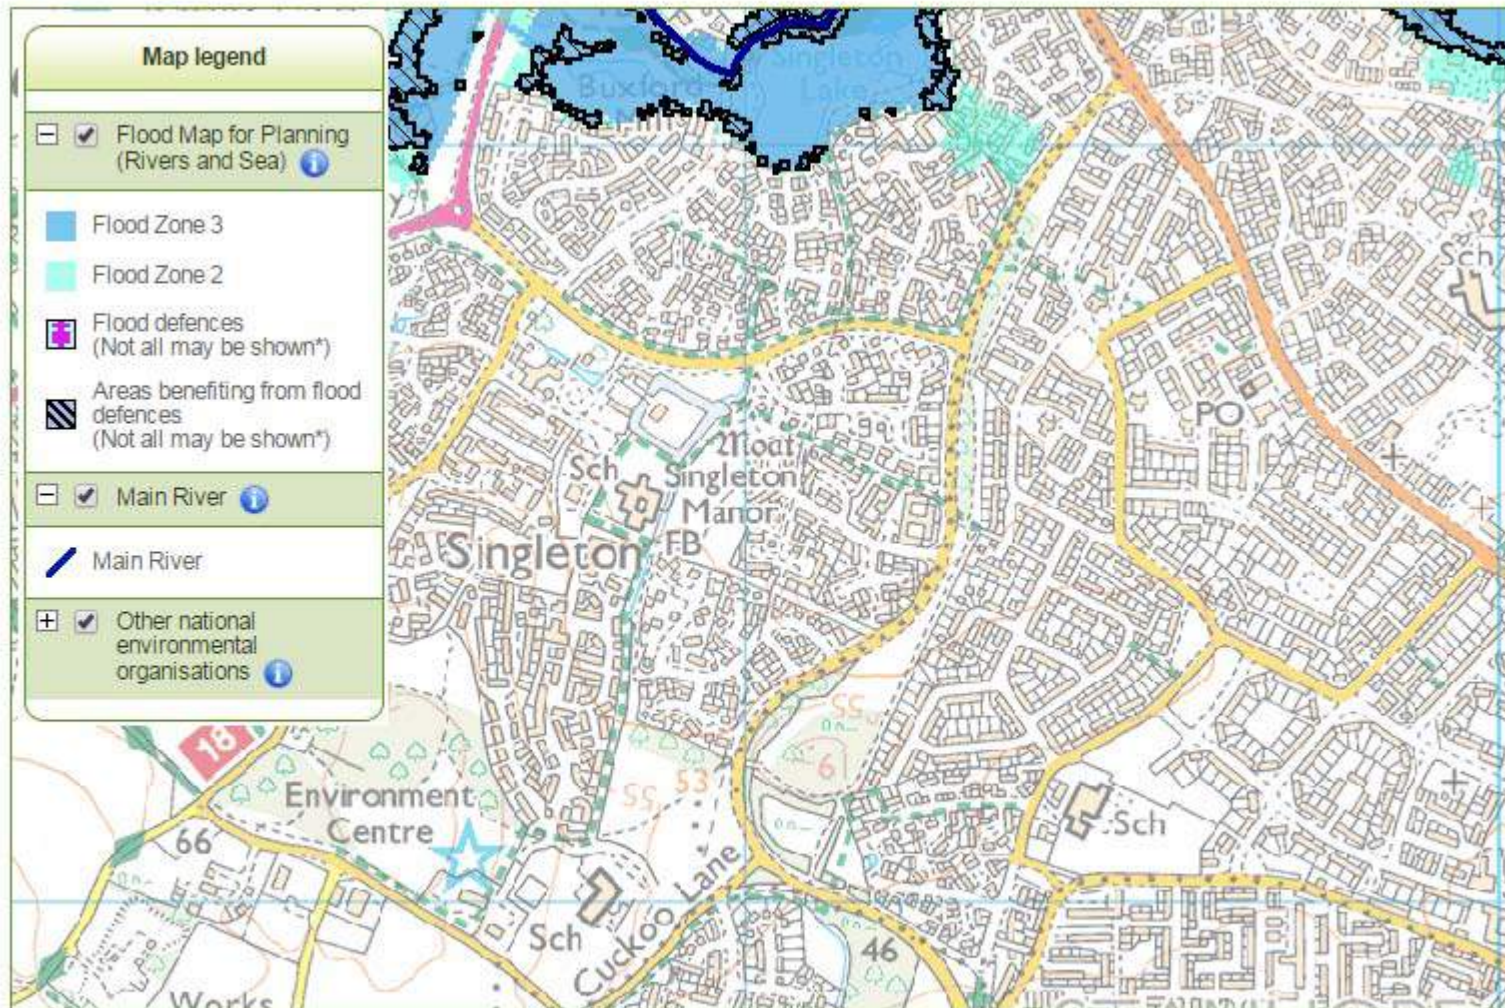 Map legend
Flood Map for Planning
(Rivers and Sea)
Flood Zone 3
Flood Zone 2
Flood defences
(Not all may be shown*)
Areas benefiting from flood
defences
(Not all may be shown*)
Main River
Main River
Other national
environmental
organisations
Singleton
Lake
Buxford
Sch
PO
Moat
Sch
Singleton
Manor
FB
Singleton
18
55
61
53
55
Environment
Centre
66
Sch
Sch
Cuckoo Lane
46
Works